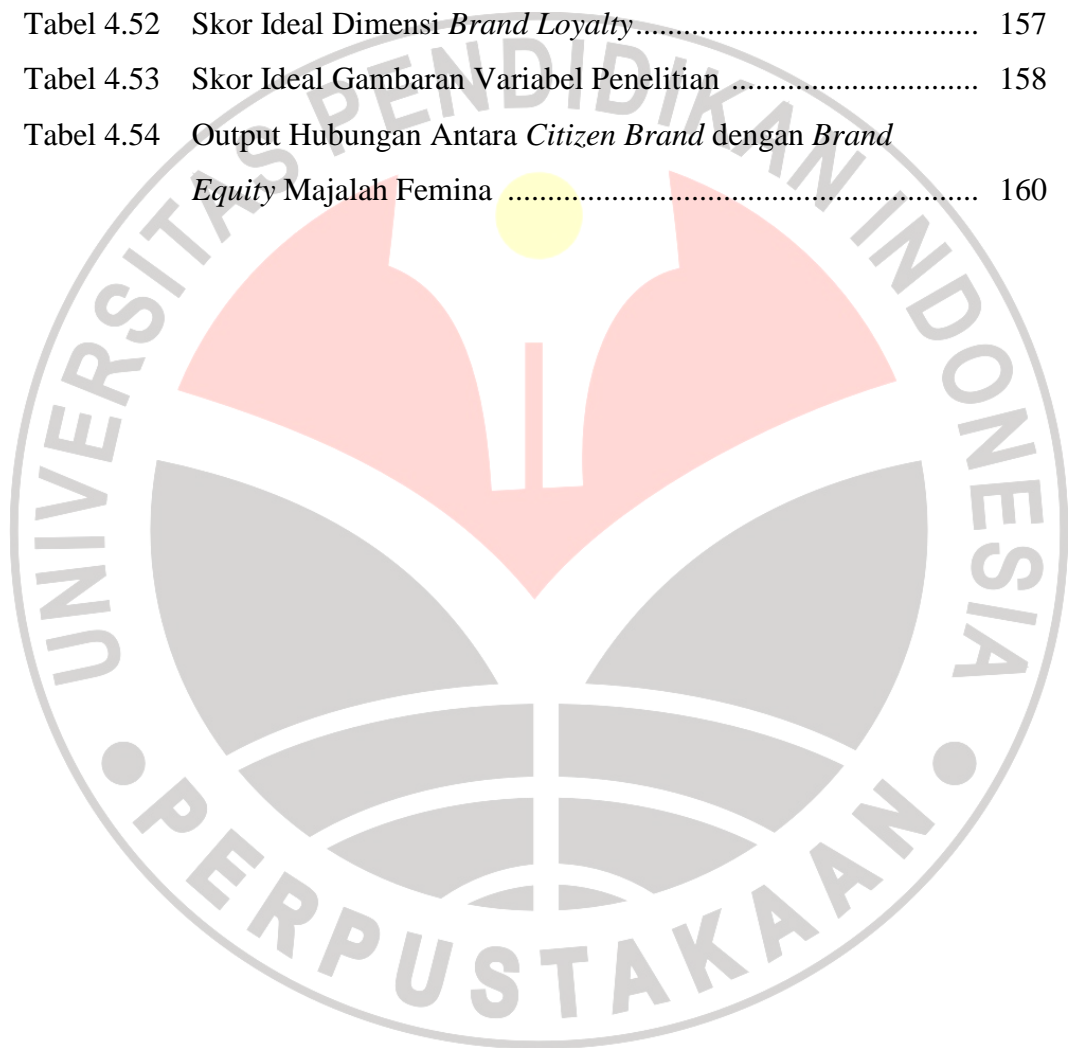 Tabel 4.52 Skor Ideal Dimensi Brand Loyalty....................................... 157
Tabel 4.53 Skor Ideal Gambaran Variabel Penelitian ............................ 158
Tabel 4.54 Output Hubungan Antara Citizen Brand dengan Brand
Equity Majalah Femina ..................................................... 160
UNIVERSITAS PENDIDIKAN INDONESIA
PERPUSTAKAAN